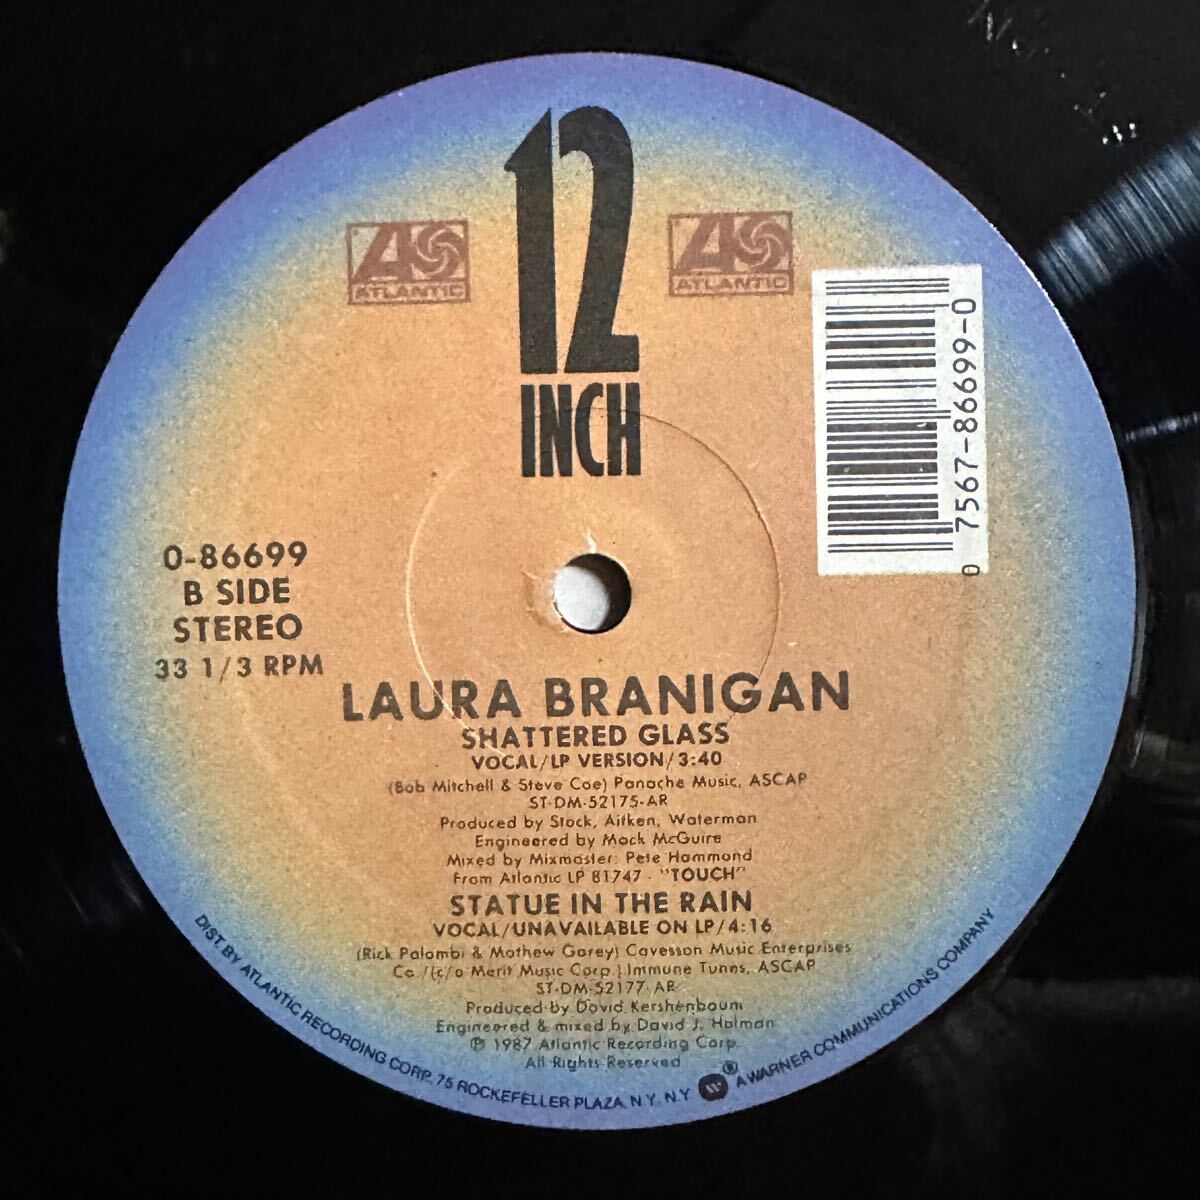 12
INCH
ATLANTIC
ATLANTIC
0 7567-86699-0
0-86699
B SIDE
STEREO
33 1/3 RPM
LAURA BRANIGAN
SHATTERED GLASS
VOCAL/LP VERSION/3:40
(Bob Mitchell & Steve Coe) Panache Music, ASCAP
ST-DM-52175-AR
Produced by Stock, Aitken, Waterman
Engineered by Mack McGuire
Mixed by Mixmaster: Pete Hammond
From Atlantic LP 81747 - "TOUCH"
STATUE IN THE RAIN
VOCAL/UNAVAILABLE ON LP/4:16
(Rick Palombi & Mathew Garey) Cavesson Music Enterprises
Co./(c/o Merit Music Corp.) Immune Tunes, ASCAP
ST-DM-52177-AR
Produced by David Kershenbaum
Engineered & mixed by David J. Holman
℗ 1987 Atlantic Recording Corp.
All Rights Reserved
DIST. BY ATLANTIC RECORDING CORP. 75 ROCKEFELLER PLAZA, N.Y. N.Y. ® A WARNER COMMUNICATIONS COMPANY